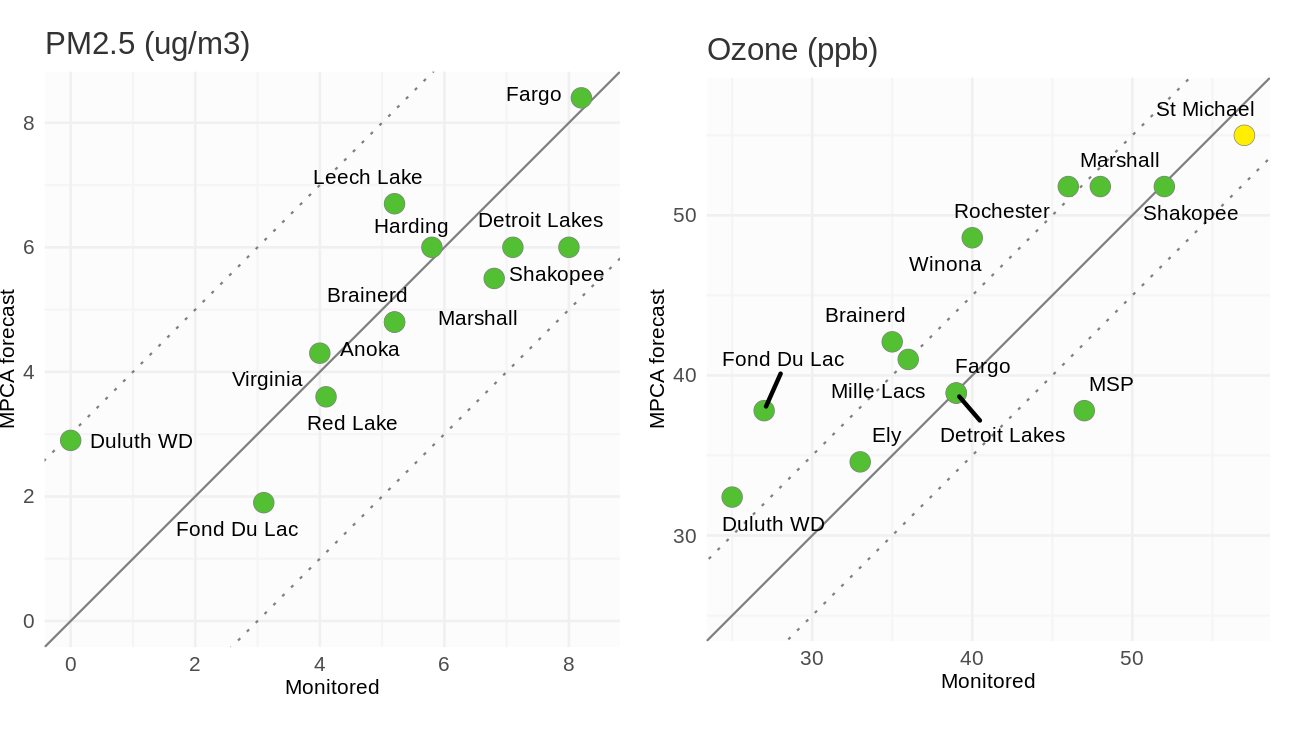 PM2.5 (ug/m3)
MPCA forecast
8
6
4
2
0
Fargo
Leech Lake
Harding
Detroit Lakes
Shakopee
Brainerd
Marshall
Anoka
Virginia
Red Lake
Duluth WD
Fond Du Lac
0 2 4 6 8
Monitored
Ozone (ppb)
MPCA forecast
50
40
30
St Michael
Marshall
Rochester
Shakopee
Winona
Brainerd
Fond Du Lac
Fargo
Mille Lacs
MSP
Ely
Detroit Lakes
Duluth WD
30 40 50
Monitored